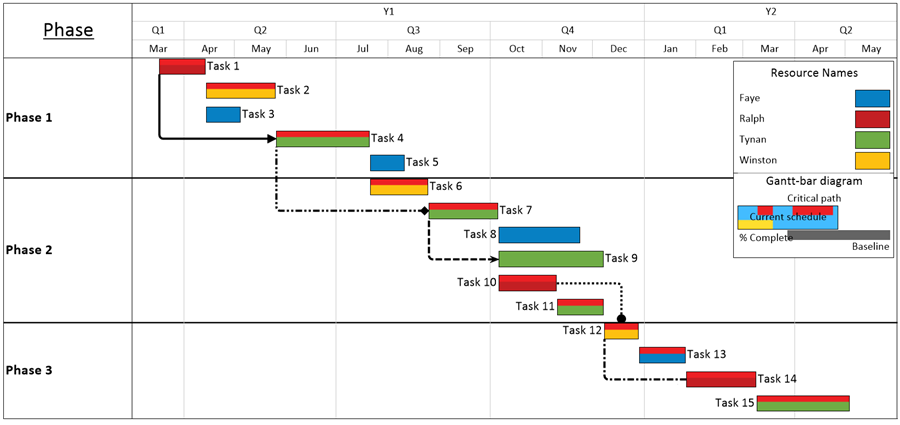 Phase
Y1 Y2
Q1 Q2 Q3 Q4 Q1 Q2
Mar Apr May Jun Jul Aug Sep Oct Nov Dec Jan Feb Mar Apr May
Phase 1
Task 1
Task 2
Task 3
Task 4
Task 5
Phase 2
Task 6
Task 7
Task 8
Task 9
Task 10
Task 11
Phase 3
Task 12
Task 13
Task 14
Task 15
Resource Names
Faye
Ralph
Tynan
Winston
Gantt-bar diagram
Critical path
Current schedule
% Complete
Baseline